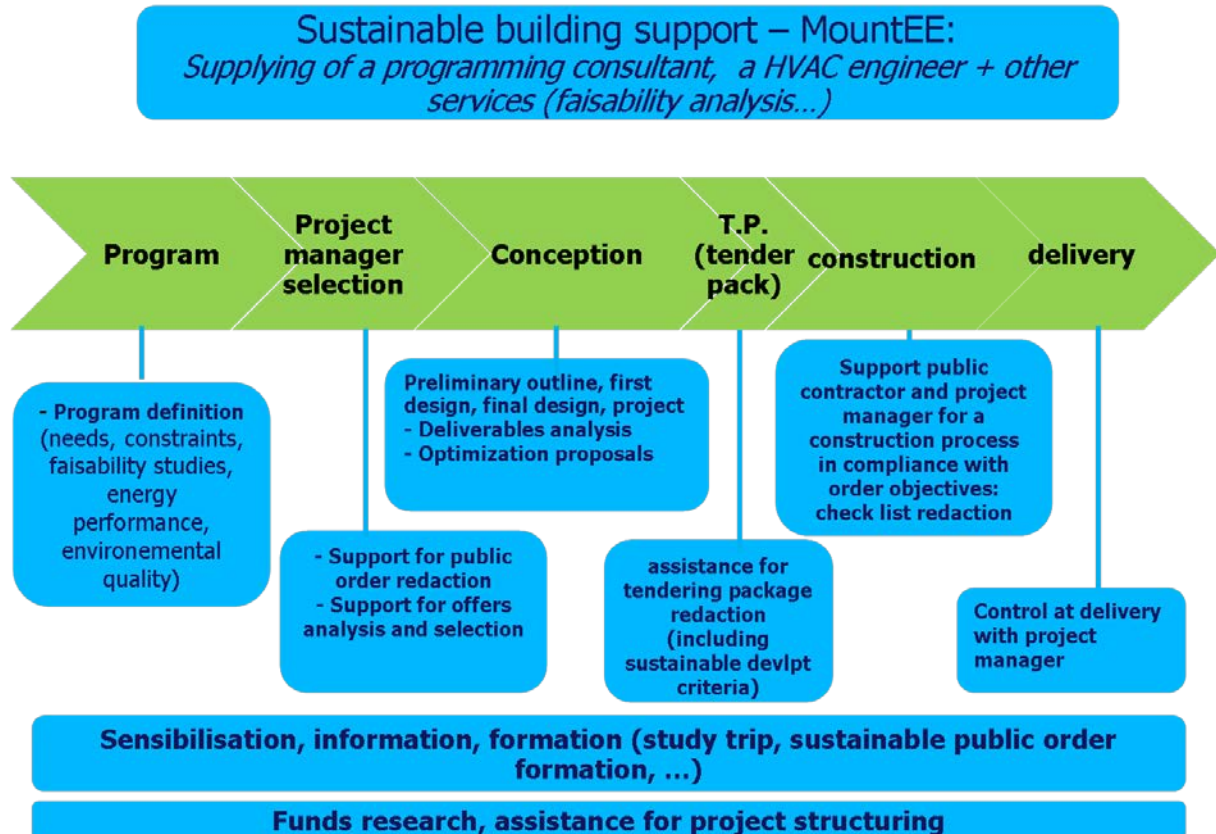 Sustainable building support – MountEE:
Supplying of a programming consultant, a HVAC engineer + other
services (faisability analysis...)
Program
Project
manager
selection
Conception
T.P.
(tender
pack)
construction
delivery
- Program definition
(needs, constraints,
faisability studies,
energy
performance,
environemental
quality)
- Support for public
order redaction
- Support for offers
analysis and selection
Preliminary outline, first
design, final design, project
- Deliverables analysis
- Optimization proposals
assistance for
tendering package
redaction
(including
sustainable devlpt
criteria)
Support public
contractor and project
manager for a
construction process
in compliance with
order objectives:
check list redaction
Control at delivery
with project
manager
Sensibilisation, information, formation (study trip, sustainable public order
formation, ...)
Funds research, assistance for project structuring